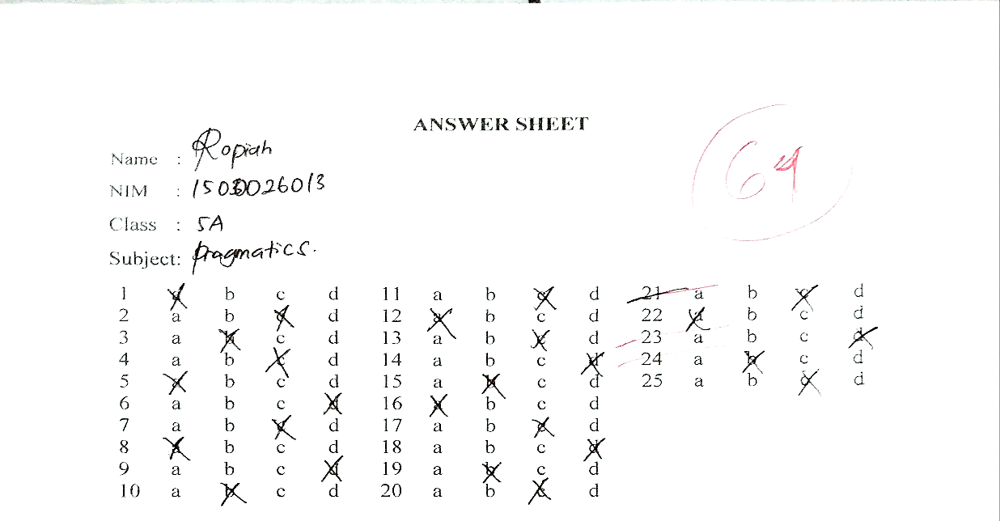 ANSWER SHEET
Name : Ropiah
64
NIM : 1503026013
Class : 5A
Subject: pragmatics.
1 a b c d 11 a b c d 21 a b c d
2 a b c d 12 a b c d 22 a b c d
3 a b c d 13 a b c d 23 a b c d
4 a b c d 14 a b c d 24 a b c d
5 a b c d 15 a b c d 25 a b c d
6 a b c d 16 a b c d
7 a b c d 17 a b c d
8 a b c d 18 a b c d
9 a b c d 19 a b c d
10 a b c d 20 a b c d